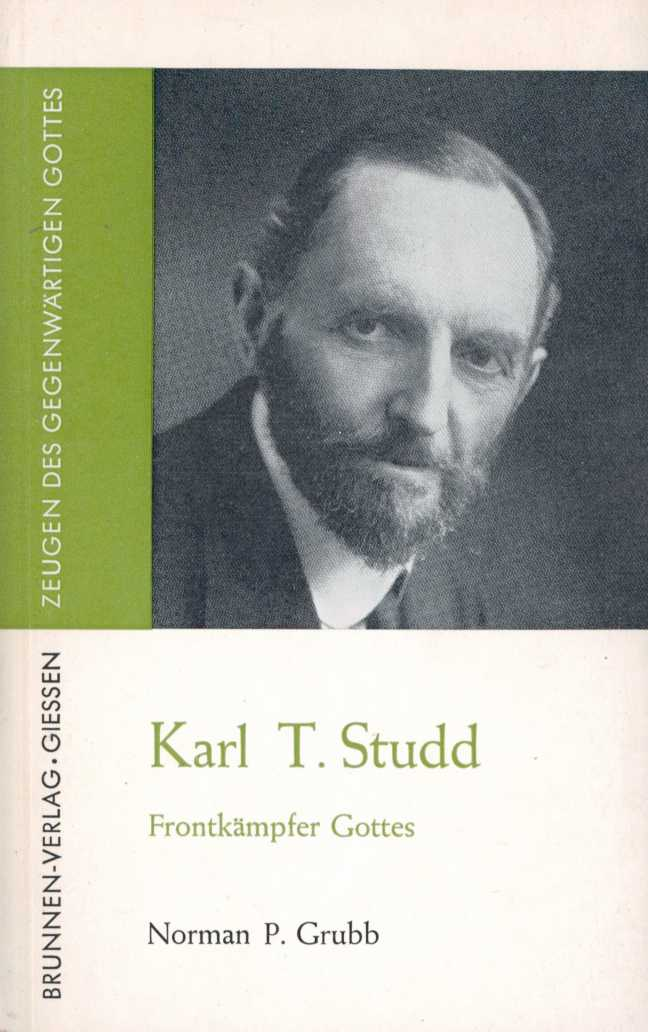 ZEUGEN DES GEGENWÄRTIGEN GOTTES
BRUNNEN-VERLAG • GIESSEN
Karl T. Studd
Frontkämpfer Gottes
Norman P. Grubb